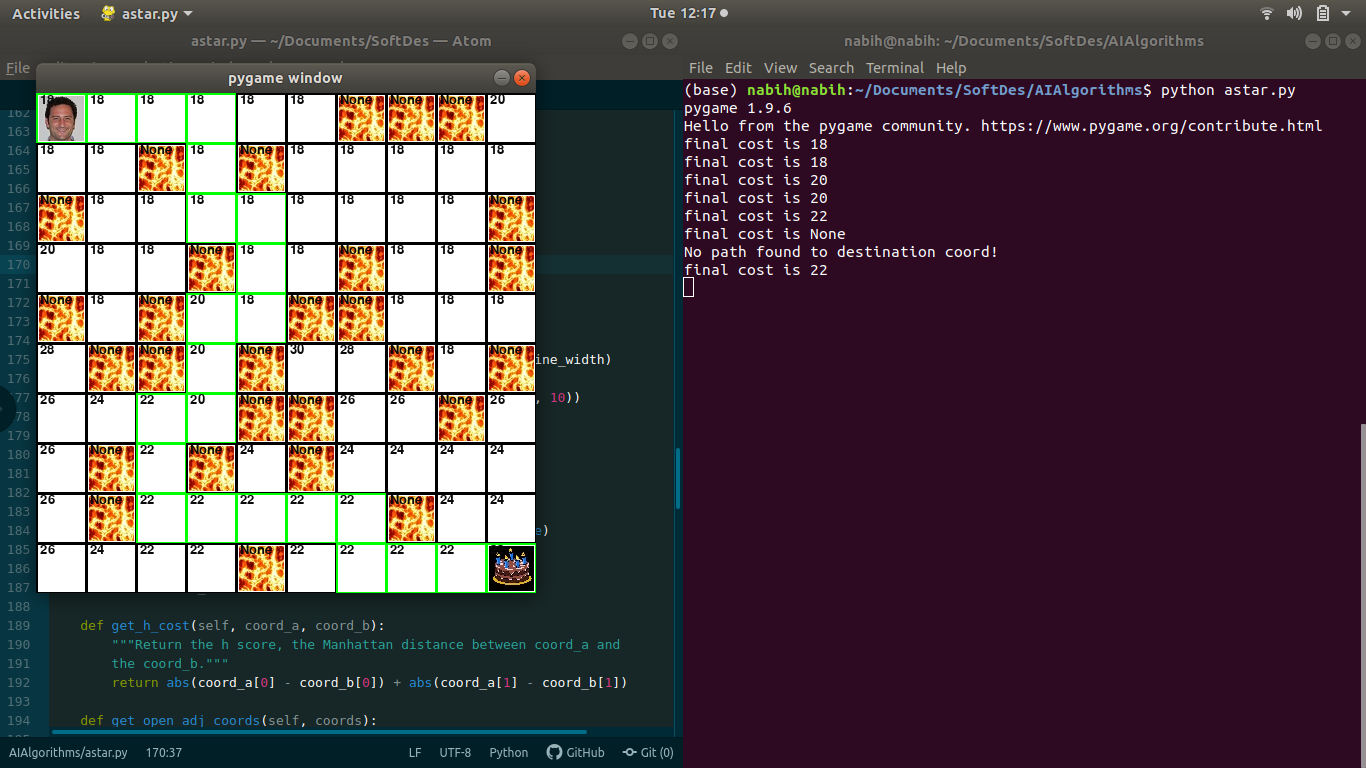 Activities astar.py Tue 12:17
astar.py — ~/Documents/SoftDes — Atom
nabih@nabih: ~/Documents/SoftDes/AIAlgorithms
File
File Edit View Search Terminal Help
pygame window
18 18 18 18 18 18 None None None 20
18 18 None 18 None 18 18 18 18 18
None 18 18 18 18 18 18 18 18 None
20 18 18 None 18 18 None 18 18 None
None 18 None 20 18 None None 18 18 18
28 None None 20 None 30 28 None 18 None
26 24 22 20 None None 26 26 None 26
26 None 22 None 24 None 24 24 24 24
26 None 22 22 22 22 22 None 24 24
26 24 22 22 None 22 22 22 22
162
163
164
165
166
167
168
169
170
171
172
173
174
175 ine_width)
176
77 , 10))
78
179
180
181
182
183
184 e)
185
186
187
188
189 def get_h_cost(self, coord_a, coord_b):
190 """Return the h score, the Manhattan distance between coord_a and
191 the coord_b."""
192 return abs(coord_a[0] - coord_b[0]) + abs(coord_a[1] - coord_b[1])
193
194 def get_open_adj_coords(self, coords):
AIAlgorithms/astar.py 170:37 LF UTF-8 Python GitHub Git (0)
(base) nabih@nabih:~/Documents/SoftDes/AIAlgorithms$ python astar.py
pygame 1.9.6
Hello from the pygame community. https://www.pygame.org/contribute.html
final cost is 18
final cost is 18
final cost is 20
final cost is 20
final cost is 22
final cost is None
No path found to destination coord!
final cost is 22